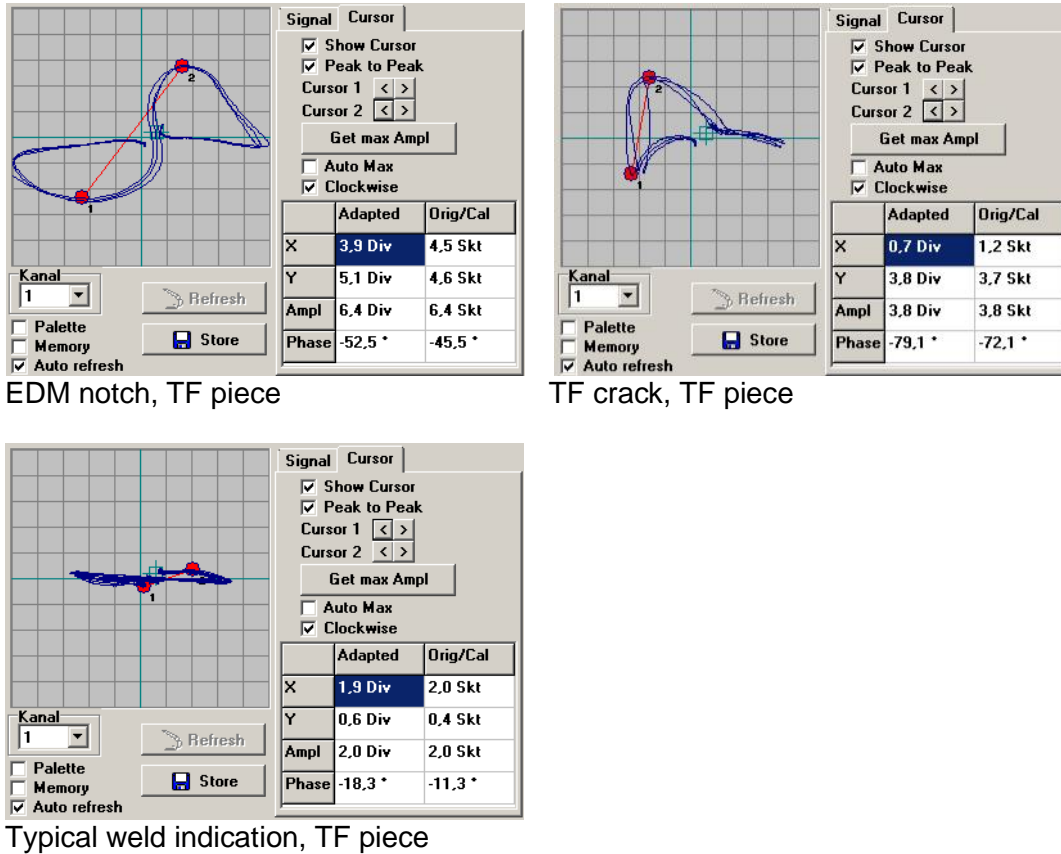 Signal Cursor
Show Cursor
Peak to Peak
Cursor 1 < >
Cursor 2 < >
Get max Ampl
Auto Max
Clockwise
Adapted Orig/Cal
X 3,9 Div 4,5 Skt
Y 5,1 Div 4,6 Skt
Ampl 6,4 Div 6,4 Skt
Phase -52,5 ° -45,5 °
2
1
Kanal
1
Refresh
Palette
Memory
Store
Auto refresh
EDM notch, TF piece
Signal Cursor
Show Cursor
Peak to Peak
Cursor 1 < >
Cursor 2 < >
Get max Ampl
Auto Max
Clockwise
Adapted Orig/Cal
X 0,7 Div 1,2 Skt
Y 3,8 Div 3,7 Skt
Ampl 3,8 Div 3,8 Skt
Phase -79,1 ° -72,1 °
2
1
Kanal
1
Refresh
Palette
Memory
Store
Auto refresh
TF crack, TF piece
Signal Cursor
Show Cursor
Peak to Peak
Cursor 1 < >
Cursor 2 < >
Get max Ampl
Auto Max
Clockwise
Adapted Orig/Cal
X 1,9 Div 2,0 Skt
Y 0,6 Div 0,4 Skt
Ampl 2,0 Div 2,0 Skt
Phase -18,3 ° -11,3 °
1
Kanal
1
Refresh
Palette
Memory
Store
Auto refresh
Typical weld indication, TF piece